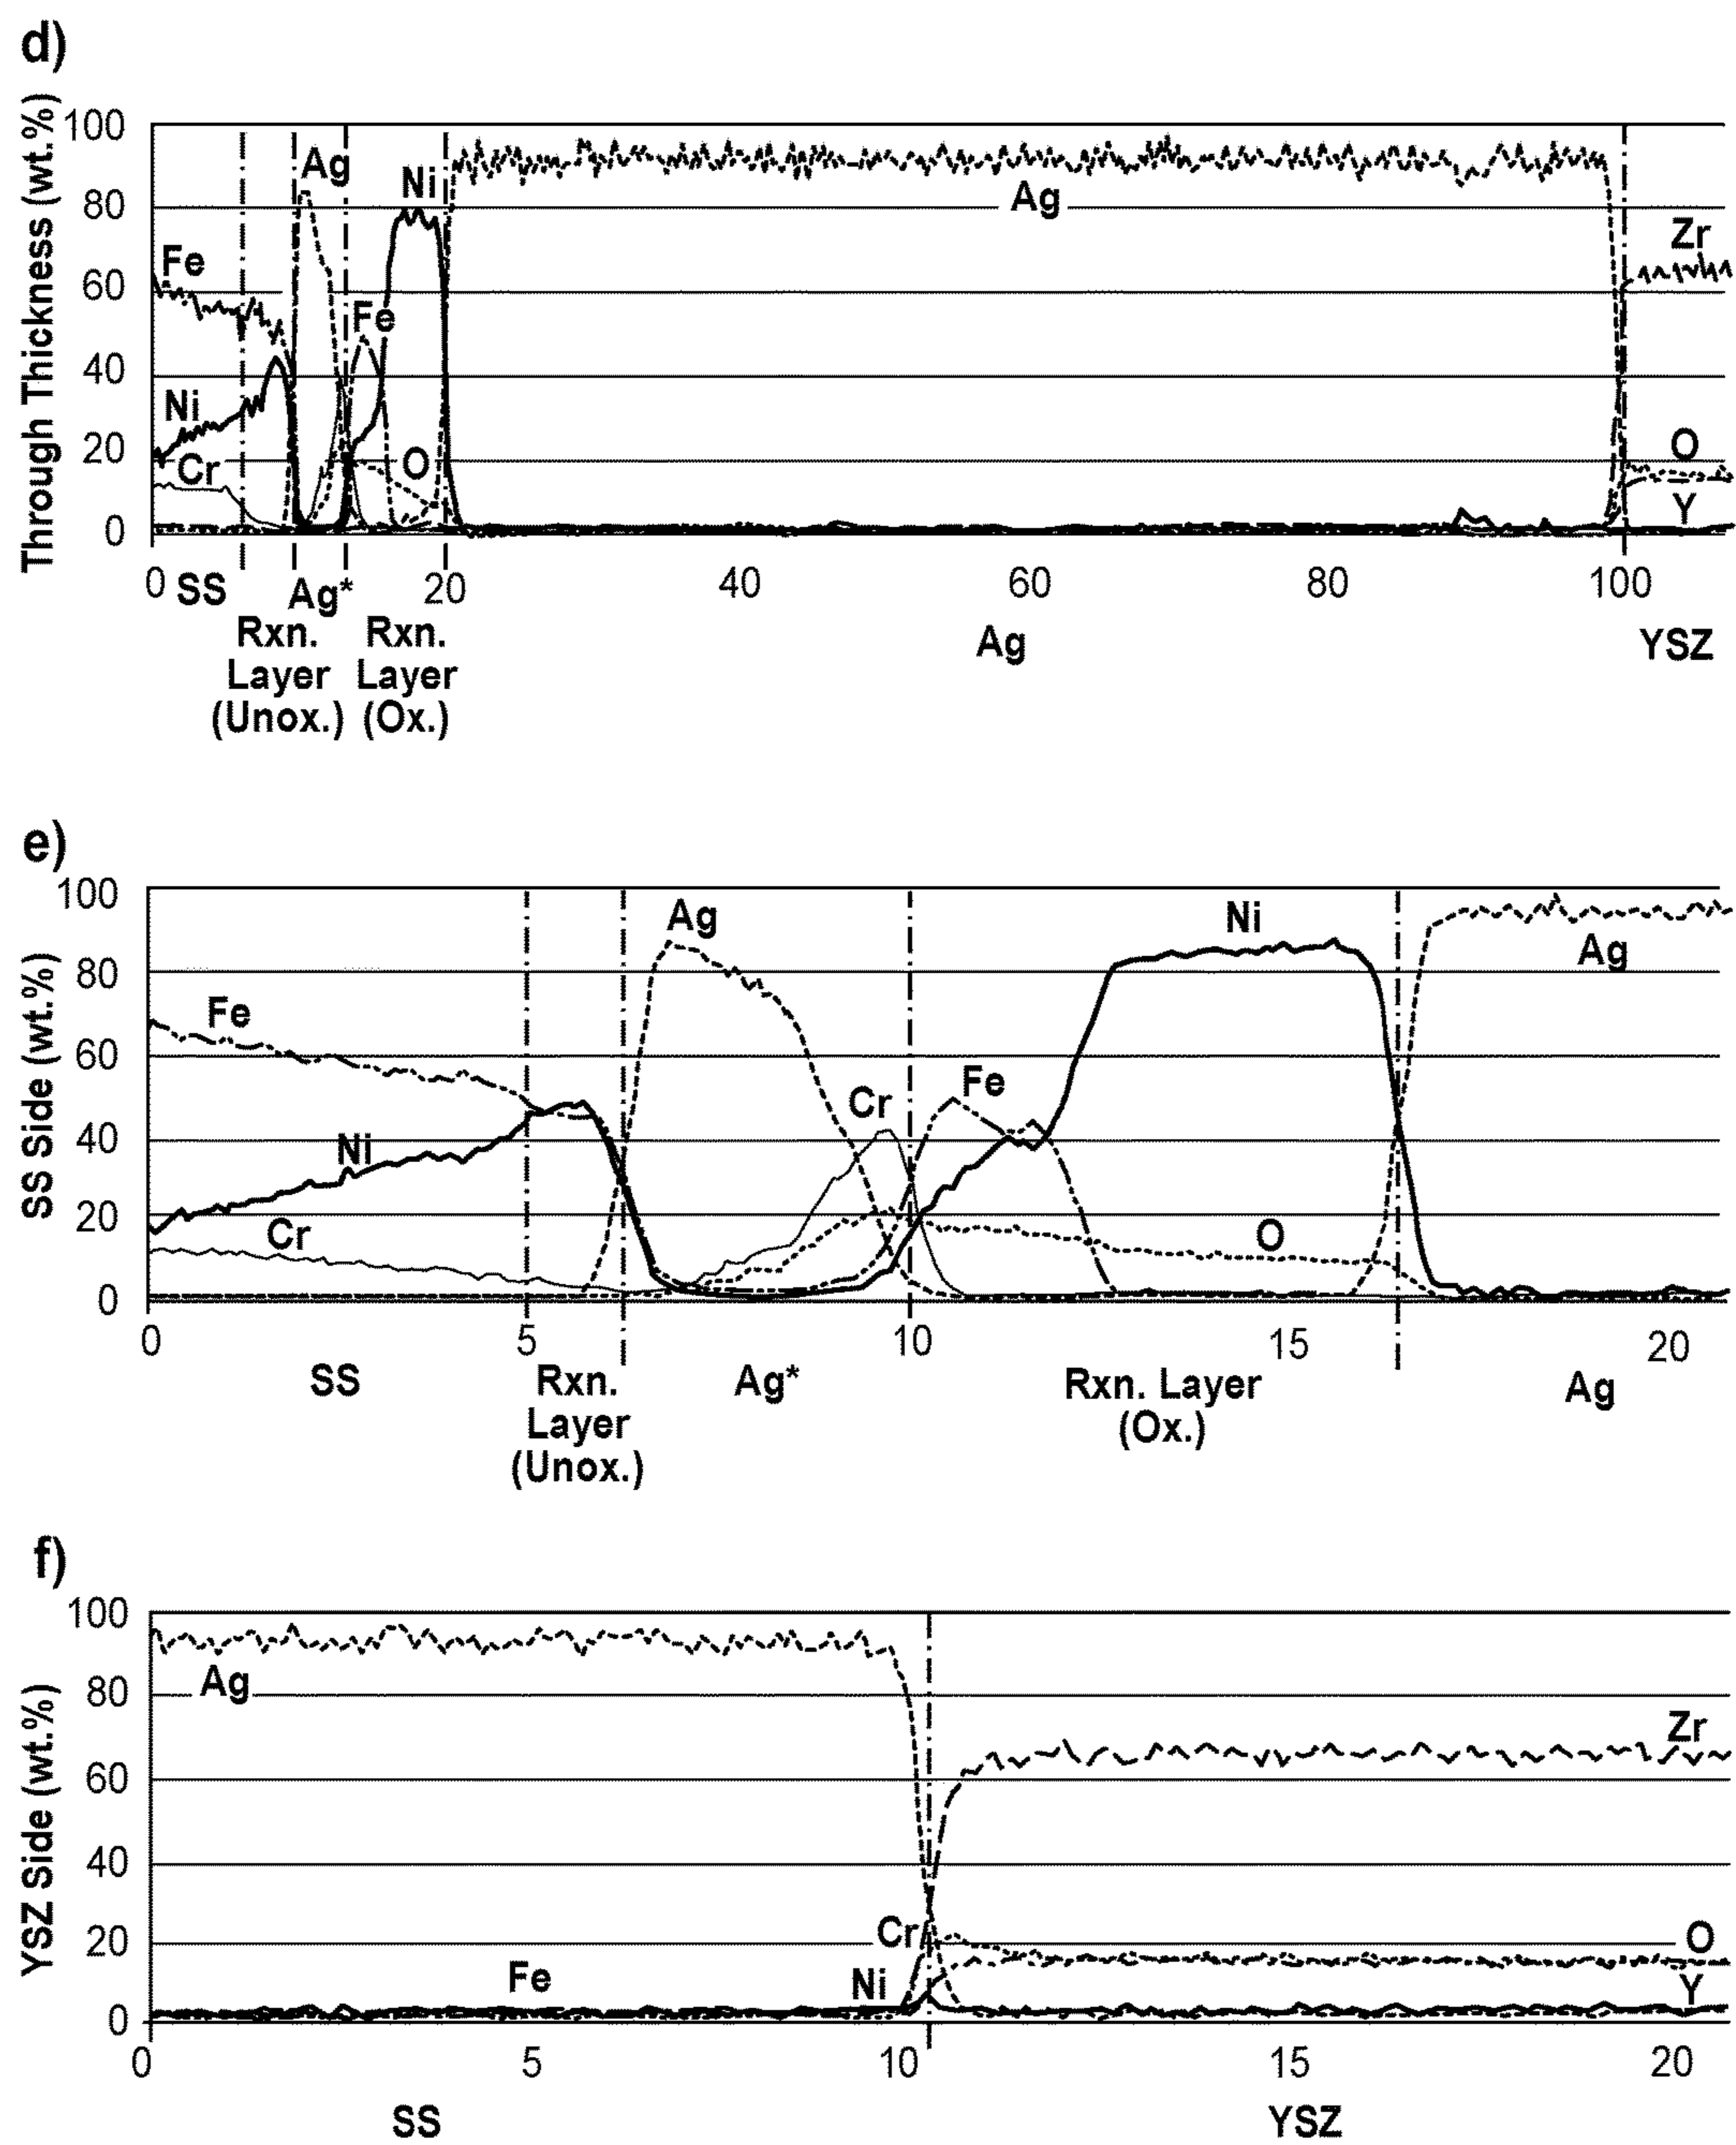 d)
Through Thickness (wt.%)
100
80
60
40
20
0
Fe
Ni
Cr
Ag
Ni
Fe
O
Ag
Zr
O
Y
0 SS Ag* 20 40 60 80 100
Rxn. Layer (Unox.)
Rxn. Layer (Ox.)
Ag
YSZ
e)
SS Side (wt.%)
100
80
60
40
20
0
Fe
Ni
Cr
Ag
Cr
Fe
Ni
O
Ag
0 5 10 15 20
SS
Rxn.
Layer
(Unox.)
Ag*
Rxn. Layer
(Ox.)
Ag
f)
YSZ Side (wt.%)
100
80
60
40
20
0
Ag
Fe
Cr
Ni
Zr
O
Y
0 5 10 15 20
SS YSZ